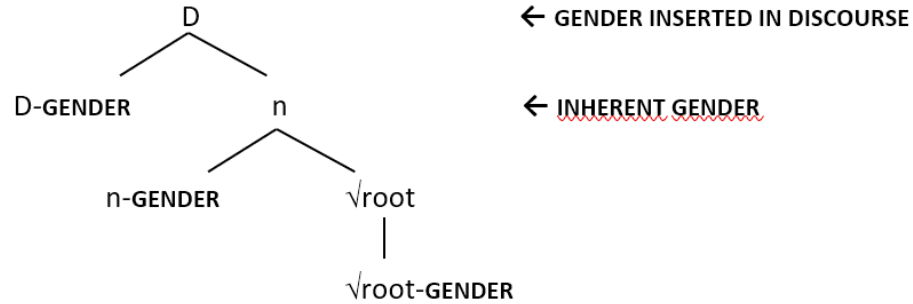 D ← GENDER INSERTED IN DISCOURSE
D-GENDER n ← INHERENT GENDER
n-GENDER √root
√root-GENDER